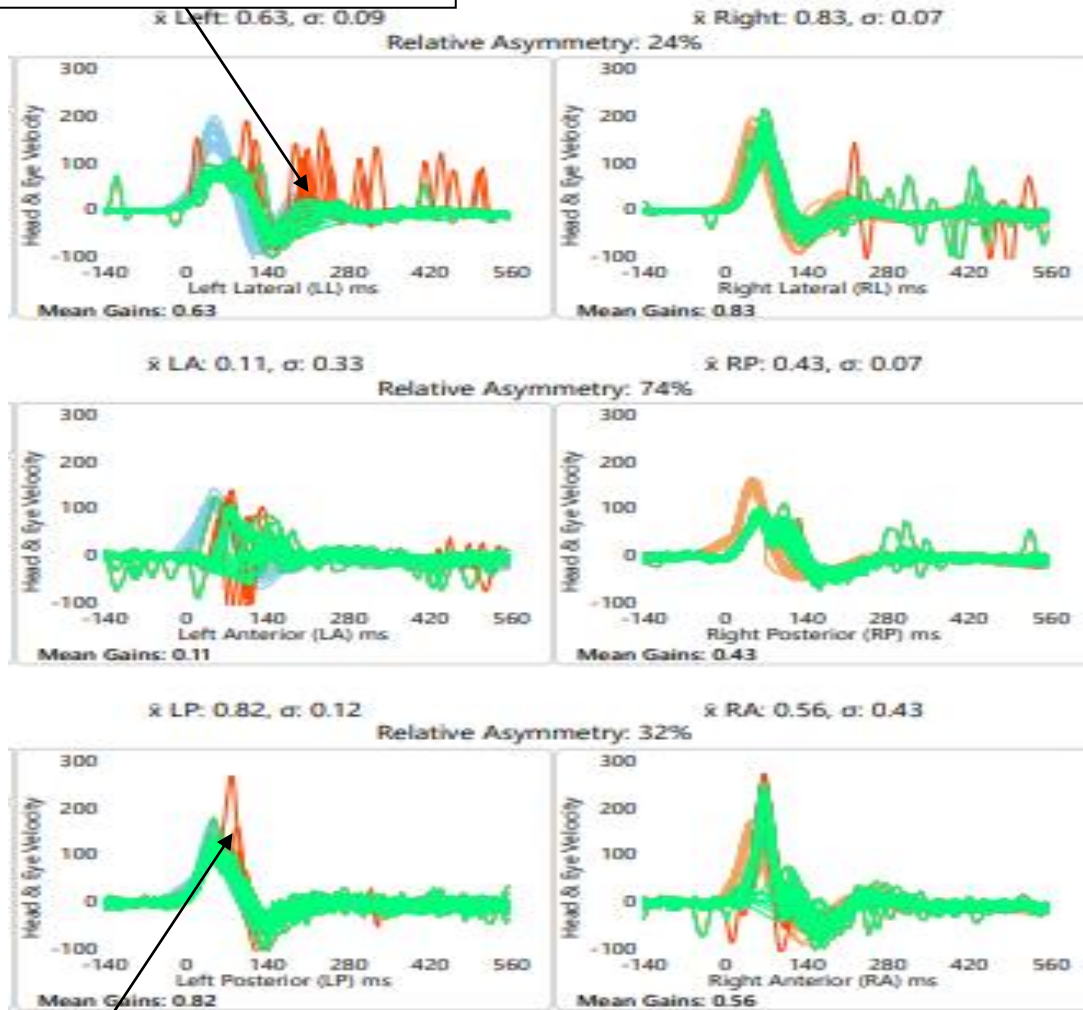 x̄ Left: 0.63, σ: 0.09
x̄ Right: 0.83, σ: 0.07
Relative Asymmetry: 24%
300
200
100
0
-100
Head & Eye Velocity
-140 0 140 280 420 560
Left Lateral (LL) ms
Mean Gains: 0.63
300
200
100
0
-100
Head & Eye Velocity
-140 0 140 280 420 560
Right Lateral (RL) ms
Mean Gains: 0.83
x̄ LA: 0.11, σ: 0.33
x̄ RP: 0.43, σ: 0.07
Relative Asymmetry: 74%
300
200
100
0
-100
Head & Eye Velocity
-140 0 140 280 420 560
Left Anterior (LA) ms
Mean Gains: 0.11
300
200
100
0
-100
Head & Eye Velocity
-140 0 140 280 420 560
Right Posterior (RP) ms
Mean Gains: 0.43
x̄ LP: 0.82, σ: 0.12
x̄ RA: 0.56, σ: 0.43
Relative Asymmetry: 32%
300
200
100
0
-100
Head & Eye Velocity
-140 0 140 280 420 560
Left Posterior (LP) ms
Mean Gains: 0.82
300
200
100
0
-100
Head & Eye Velocity
-140 0 140 280 420 560
Right Anterior (RA) ms
Mean Gains: 0.56